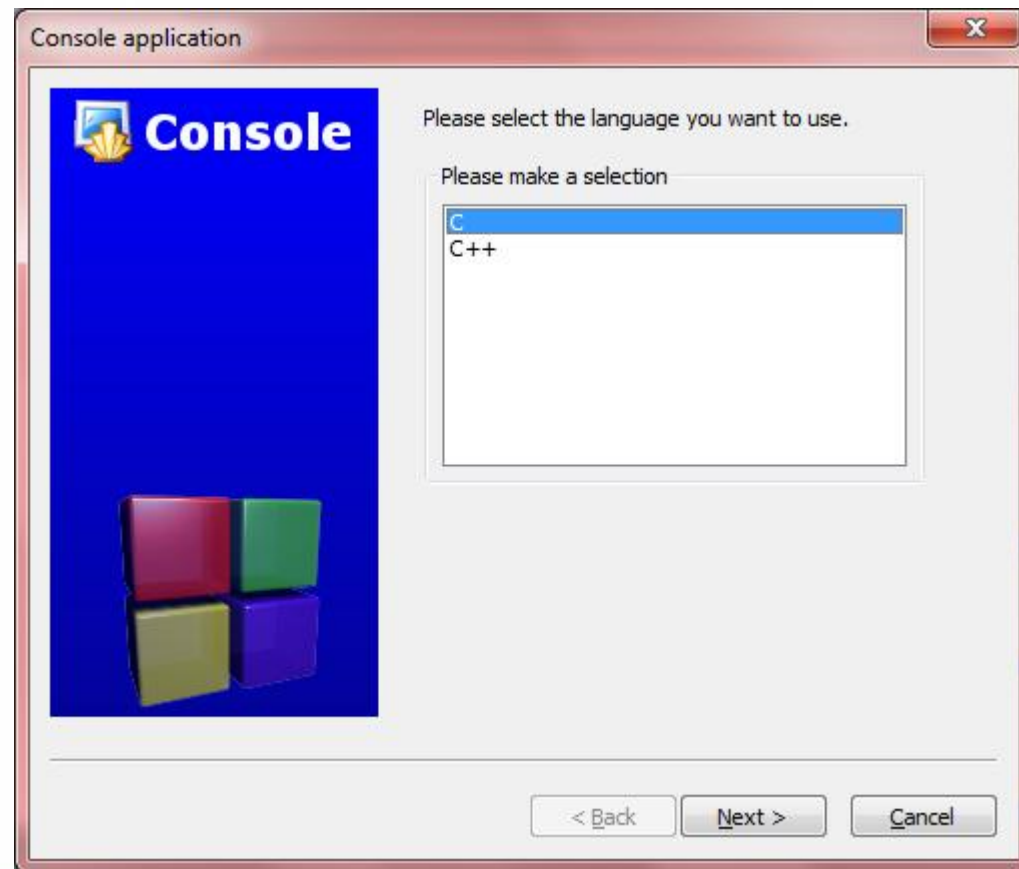 Console application
Console
Please select the language you want to use.
Please make a selection
C
C++
< Back
Next >
Cancel